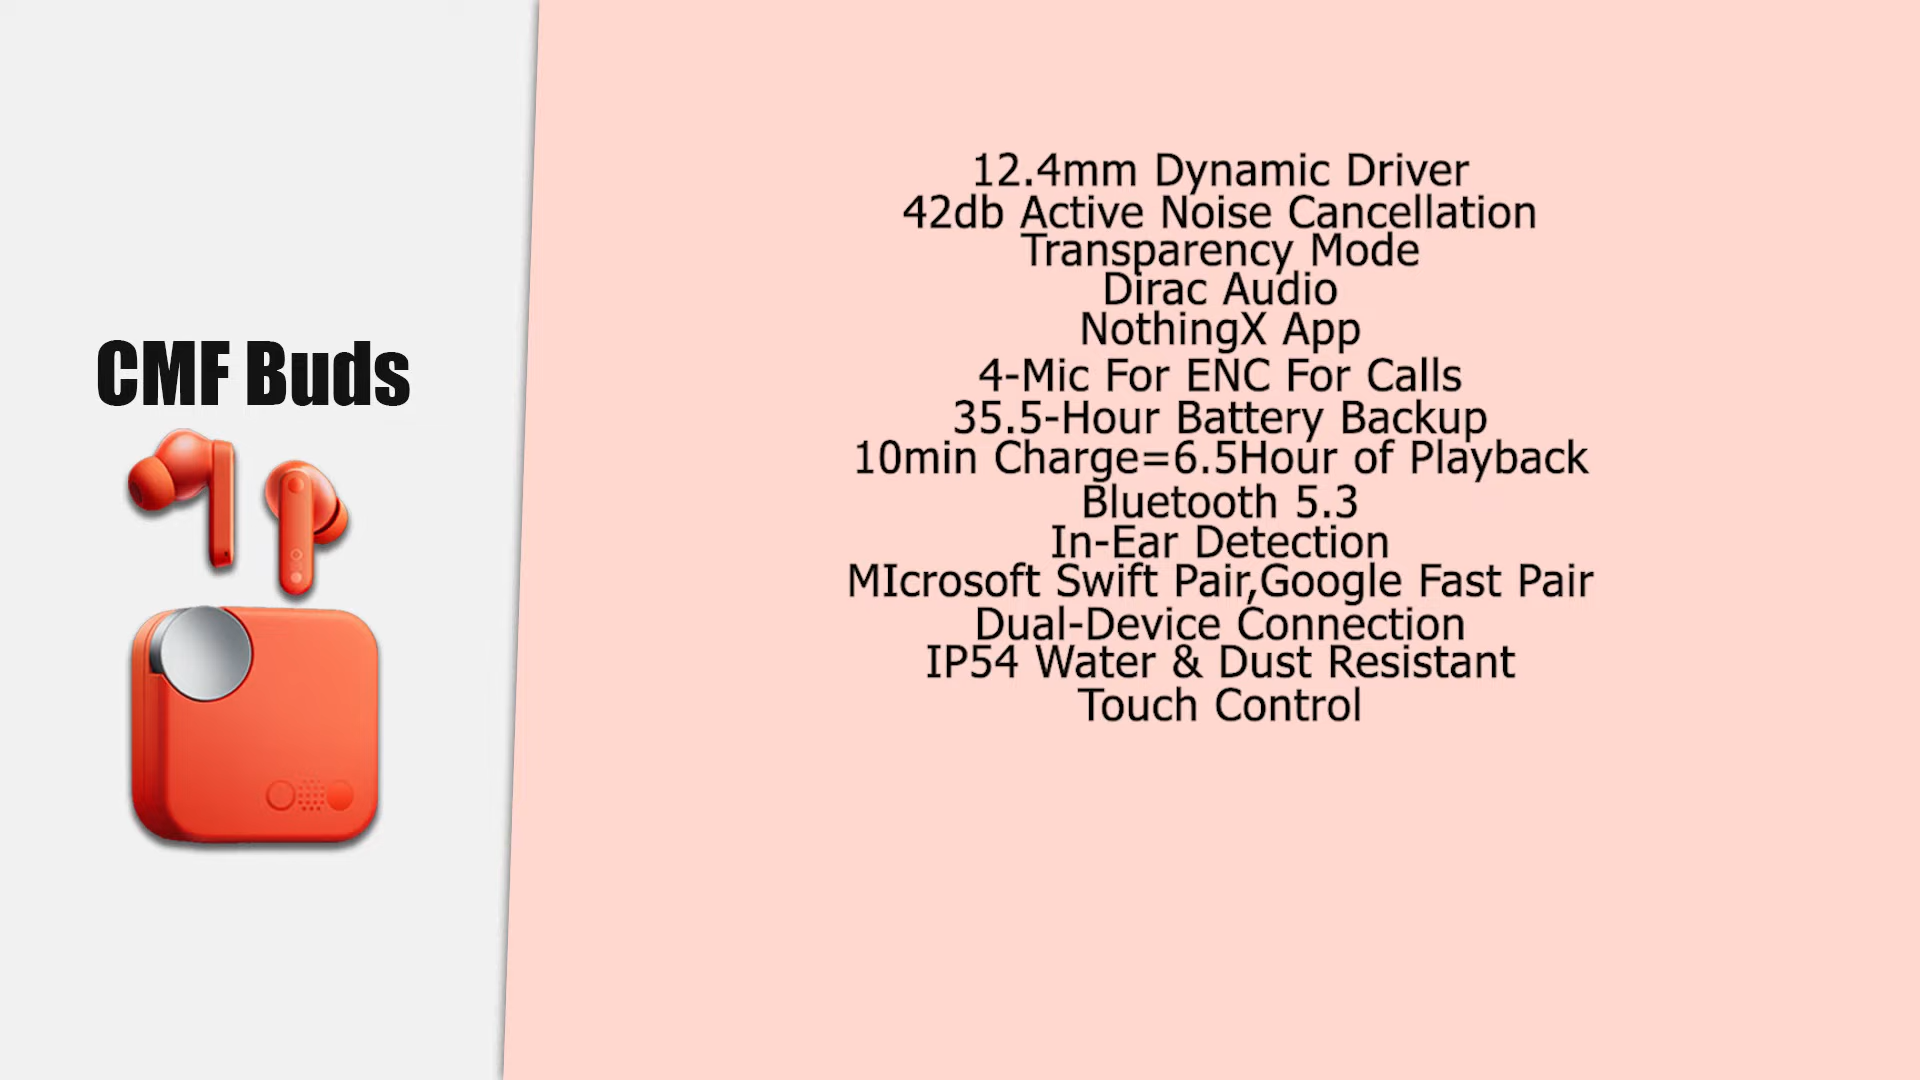 CMF Buds
12.4mm Dynamic Driver
42db Active Noise Cancellation
Transparency Mode
Dirac Audio
NothingX App
4-Mic For ENC For Calls
35.5-Hour Battery Backup
10min Charge=6.5Hour of Playback
Bluetooth 5.3
In-Ear Detection
MIcrosoft Swift Pair,Google Fast Pair
Dual-Device Connection
IP54 Water & Dust Resistant
Touch Control